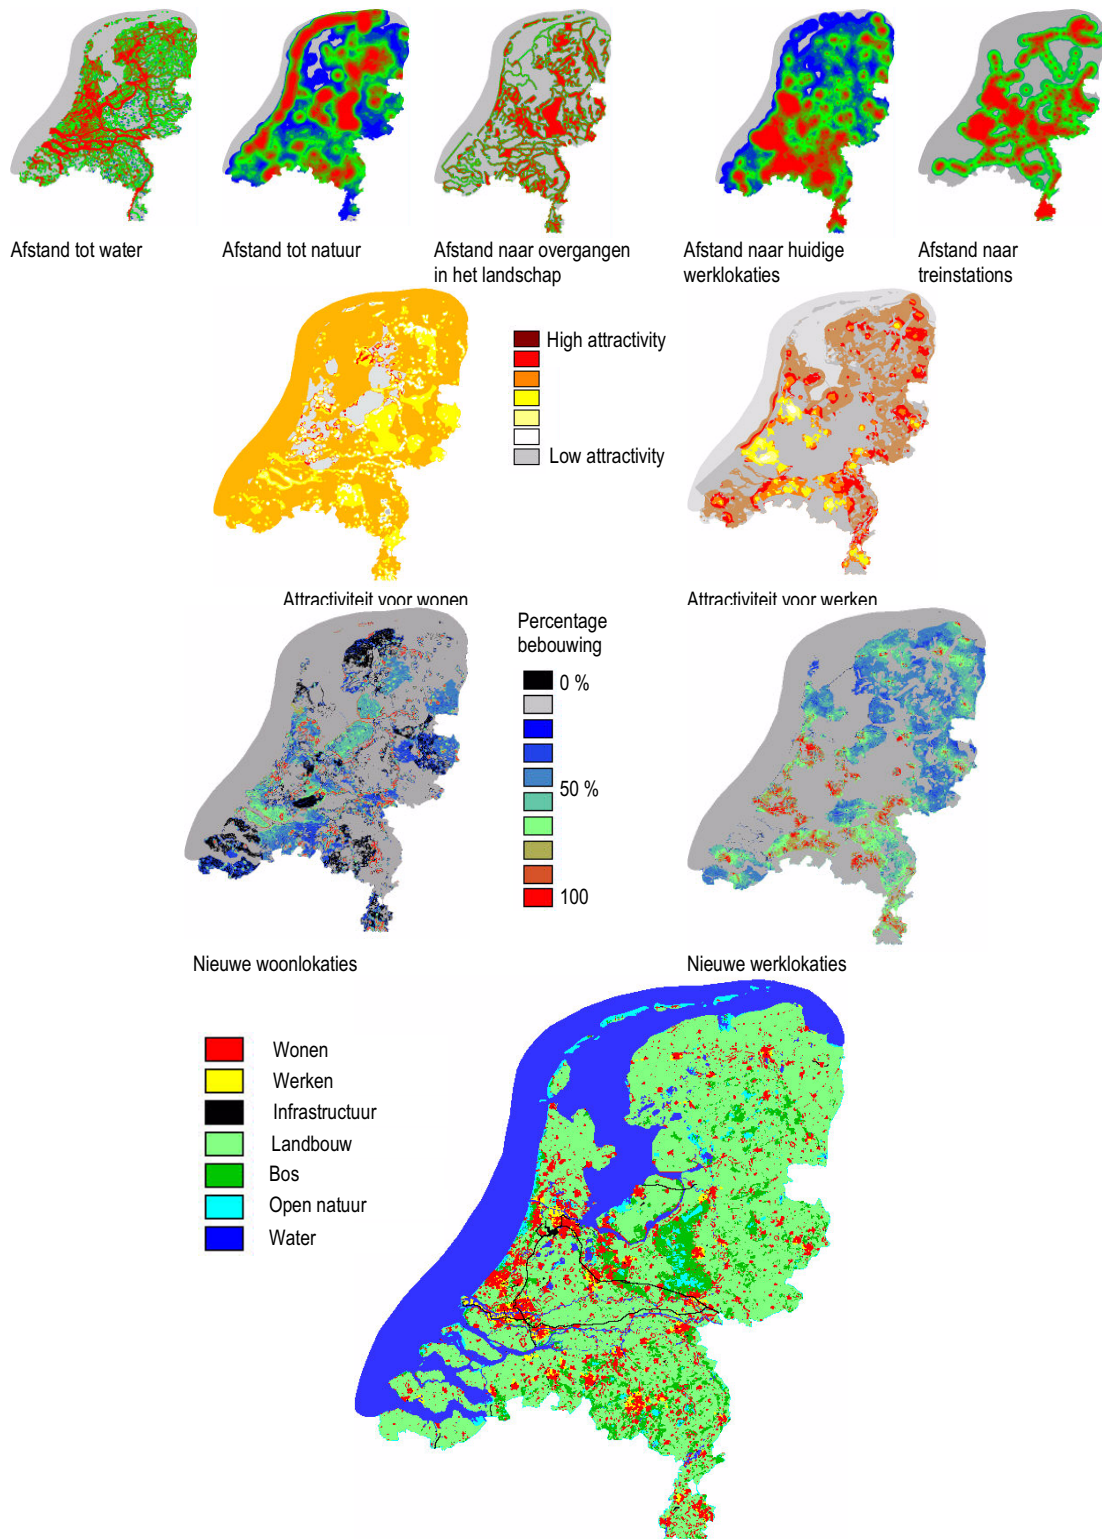 Afstand tot water
Afstand tot natuur
Afstand naar overgangen
in het landschap
Afstand naar huidige
werklokaties
Afstand naar
treinstations
High attractivity
Low attractivity
Attractiviteit voor wonen
Attractiviteit voor werken
Percentage
bebouwing
0 %
50 %
100
Nieuwe woonlokaties
Nieuwe werklokaties
Wonen
Werken
Infrastructuur
Landbouw
Bos
Open natuur
Water